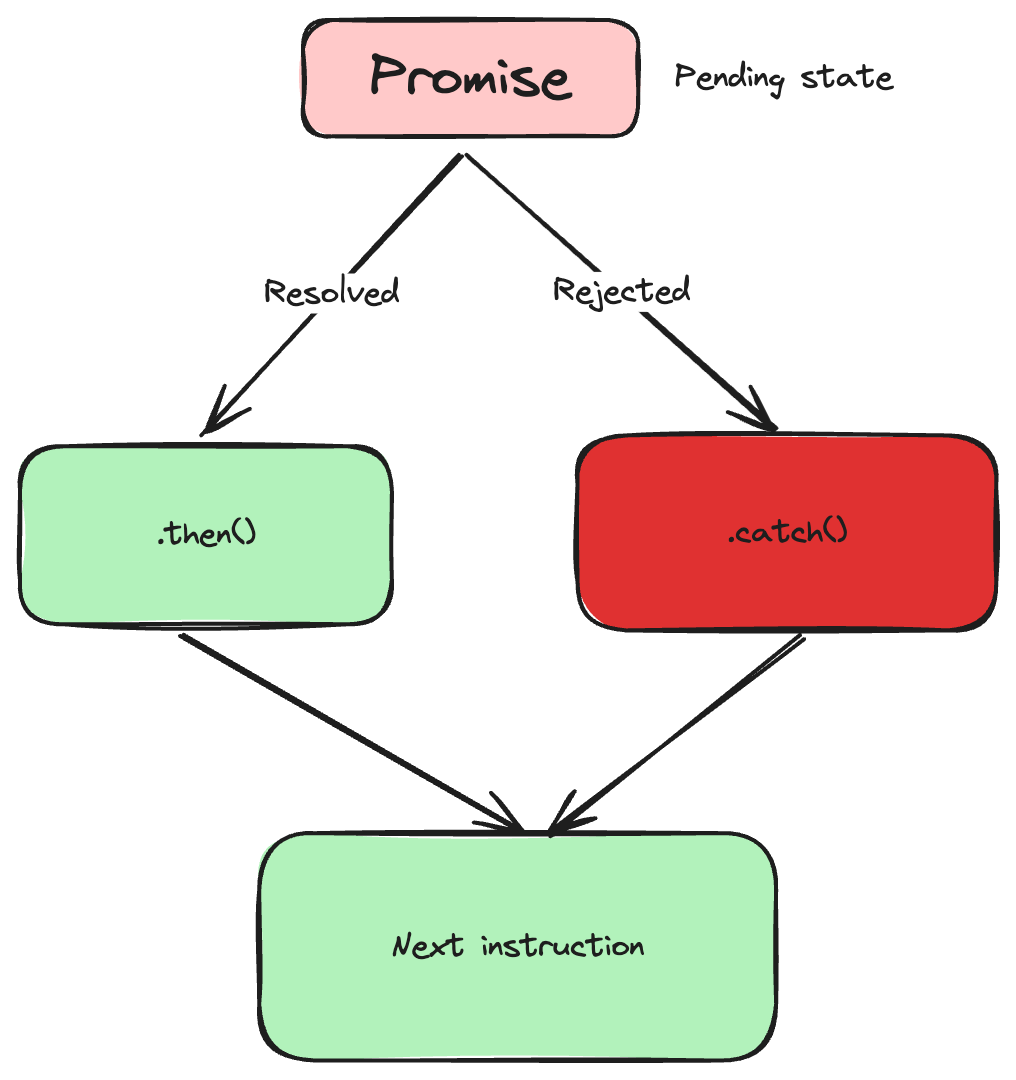 Promise
Pending state
Resolved
Rejected
.then()
.catch()
Next instruction